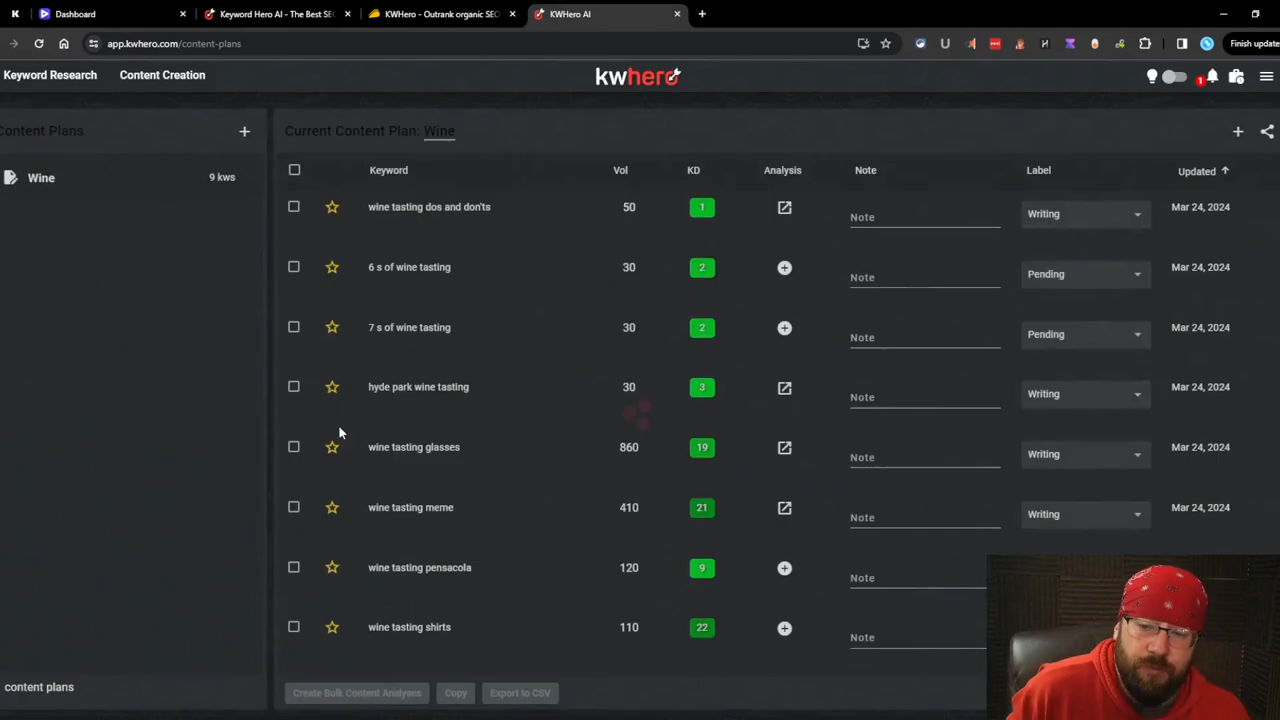 Dashboard
Keyword Hero AI - The Best SE
KWHero - Outrank organic SEO
KWHero AI
app.kwhero.com/content-plans
Finish update
Keyword Research
Content Creation
kwhero
1
Content Plans
Wine 9 kws
content plans
Current Content Plan: Wine
Keyword Vol KD Analysis Note Label Updated
wine tasting dos and don'ts 50 1 Note Writing Mar 24, 2024
6 s of wine tasting 30 2 Note Pending Mar 24, 2024
7 s of wine tasting 30 2 Note Pending Mar 24, 2024
hyde park wine tasting 30 3 Note Writing Mar 24, 2024
wine tasting glasses 860 19 Note Writing Mar 24, 2024
wine tasting meme 410 21 Note Writing Mar 24, 2024
wine tasting pensacola 120 9 Note
wine tasting shirts 110 22 Note
Create Bulk Content Analyses Copy Export to CSV